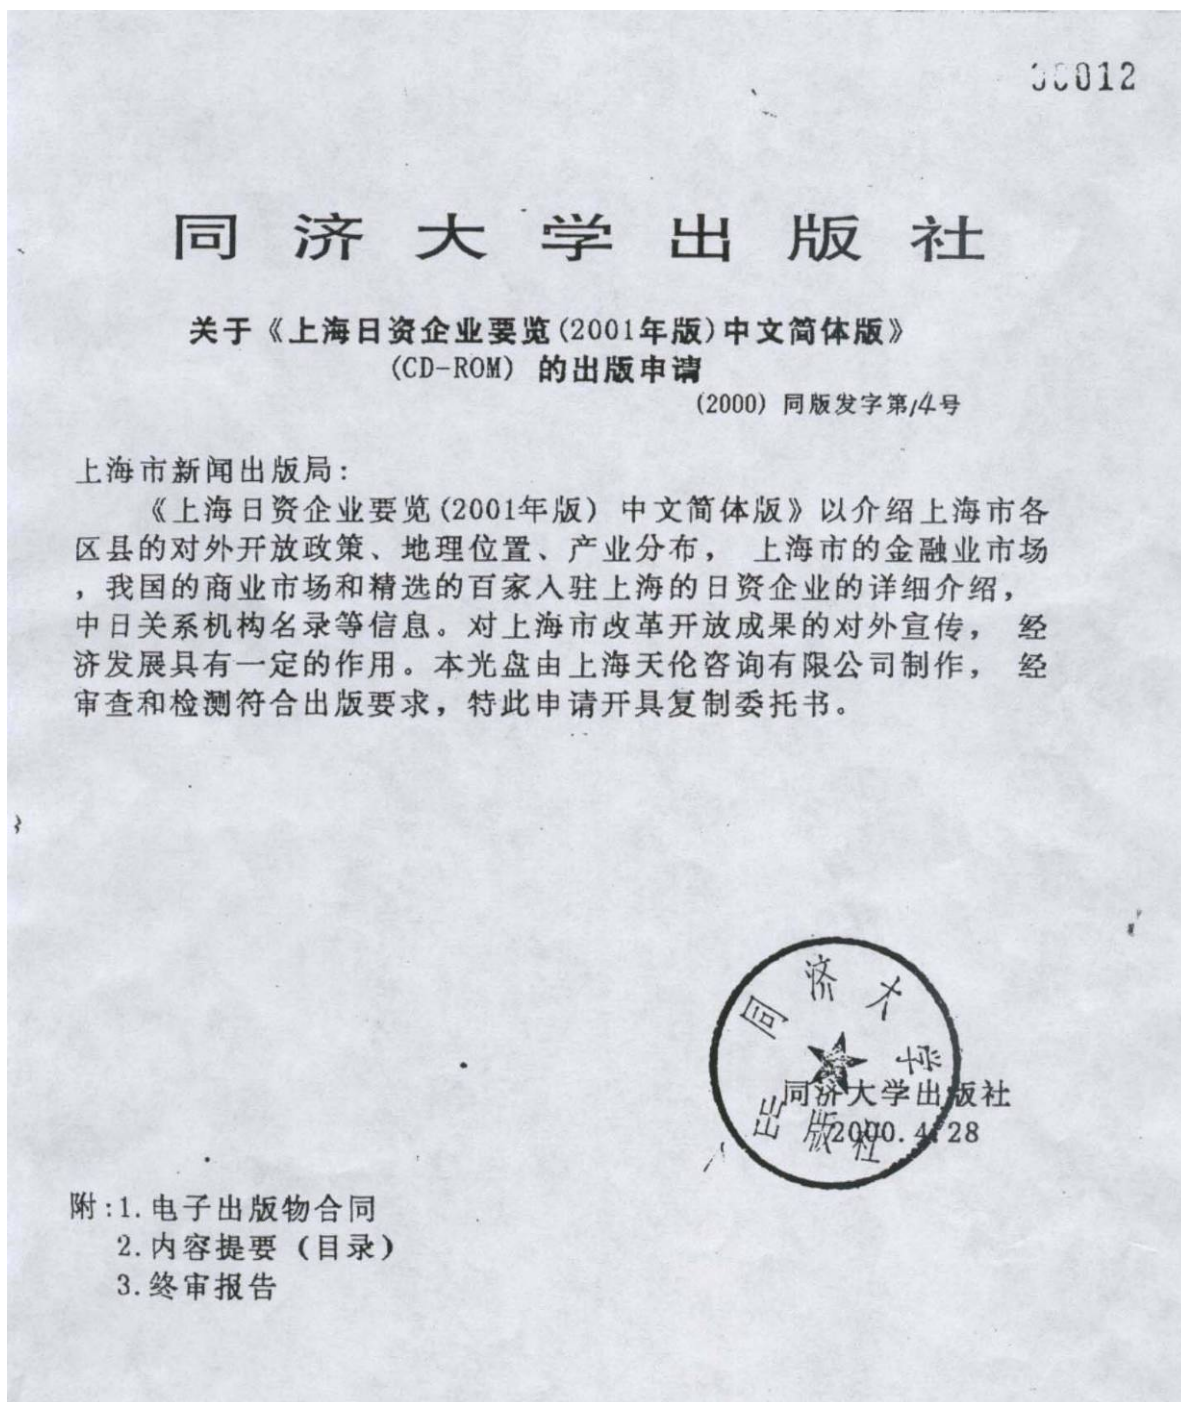 同济大学出版社
关于《上海日资企业要览(2001年版)中文简体版》
(CD-ROM) 的出版申请
(2000) 同版发字第14号
上海市新闻出版局:
《上海日资企业要览(2001年版) 中文简体版》以介绍上海市各
区县的对外开放政策、地理位置、产业分布, 上海市的金融业市场
,我国的商业市场和精选的百家入驻上海的日资企业的详细介绍,
中日关系机构名录等信息。对上海市改革开放成果的对外宣传, 经
济发展具有一定的作用。本光盘由上海天伦咨询有限公司制作, 经
审查和检测符合出版要求,特此申请开具复制委托书。
同济大学出版社
同济大学出版社
2000.4.28
附:1.电子出版物合同
2.内容提要(目录)
3.终审报告